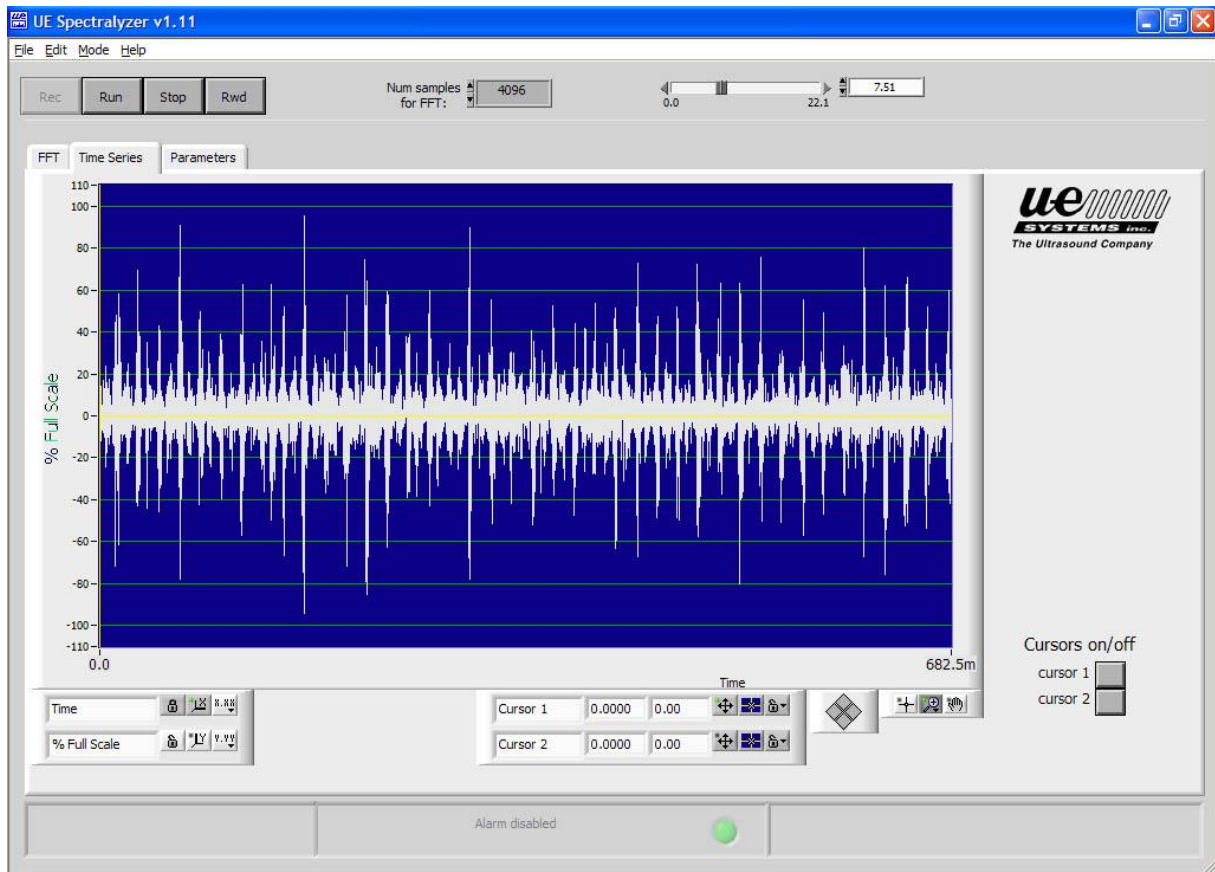 UE Spectralyzer v1.11
File Edit Mode Help
Rec Run Stop Rwd
Num samples for FFT: 4096
0.0 22.1
7.51
FFT Time Series Parameters
110
100
80
60
40
20
0
-20
-40
-60
-80
-100
-110
% Full Scale
0.0 682.5m
Time
ue
SYSTEMS inc.
The Ultrasound Company
Cursors on/off
cursor 1
cursor 2
Time X X.XX
% Full Scale Y Y.YY
Cursor 1 0.0000 0.00
Cursor 2 0.0000 0.00
Alarm disabled